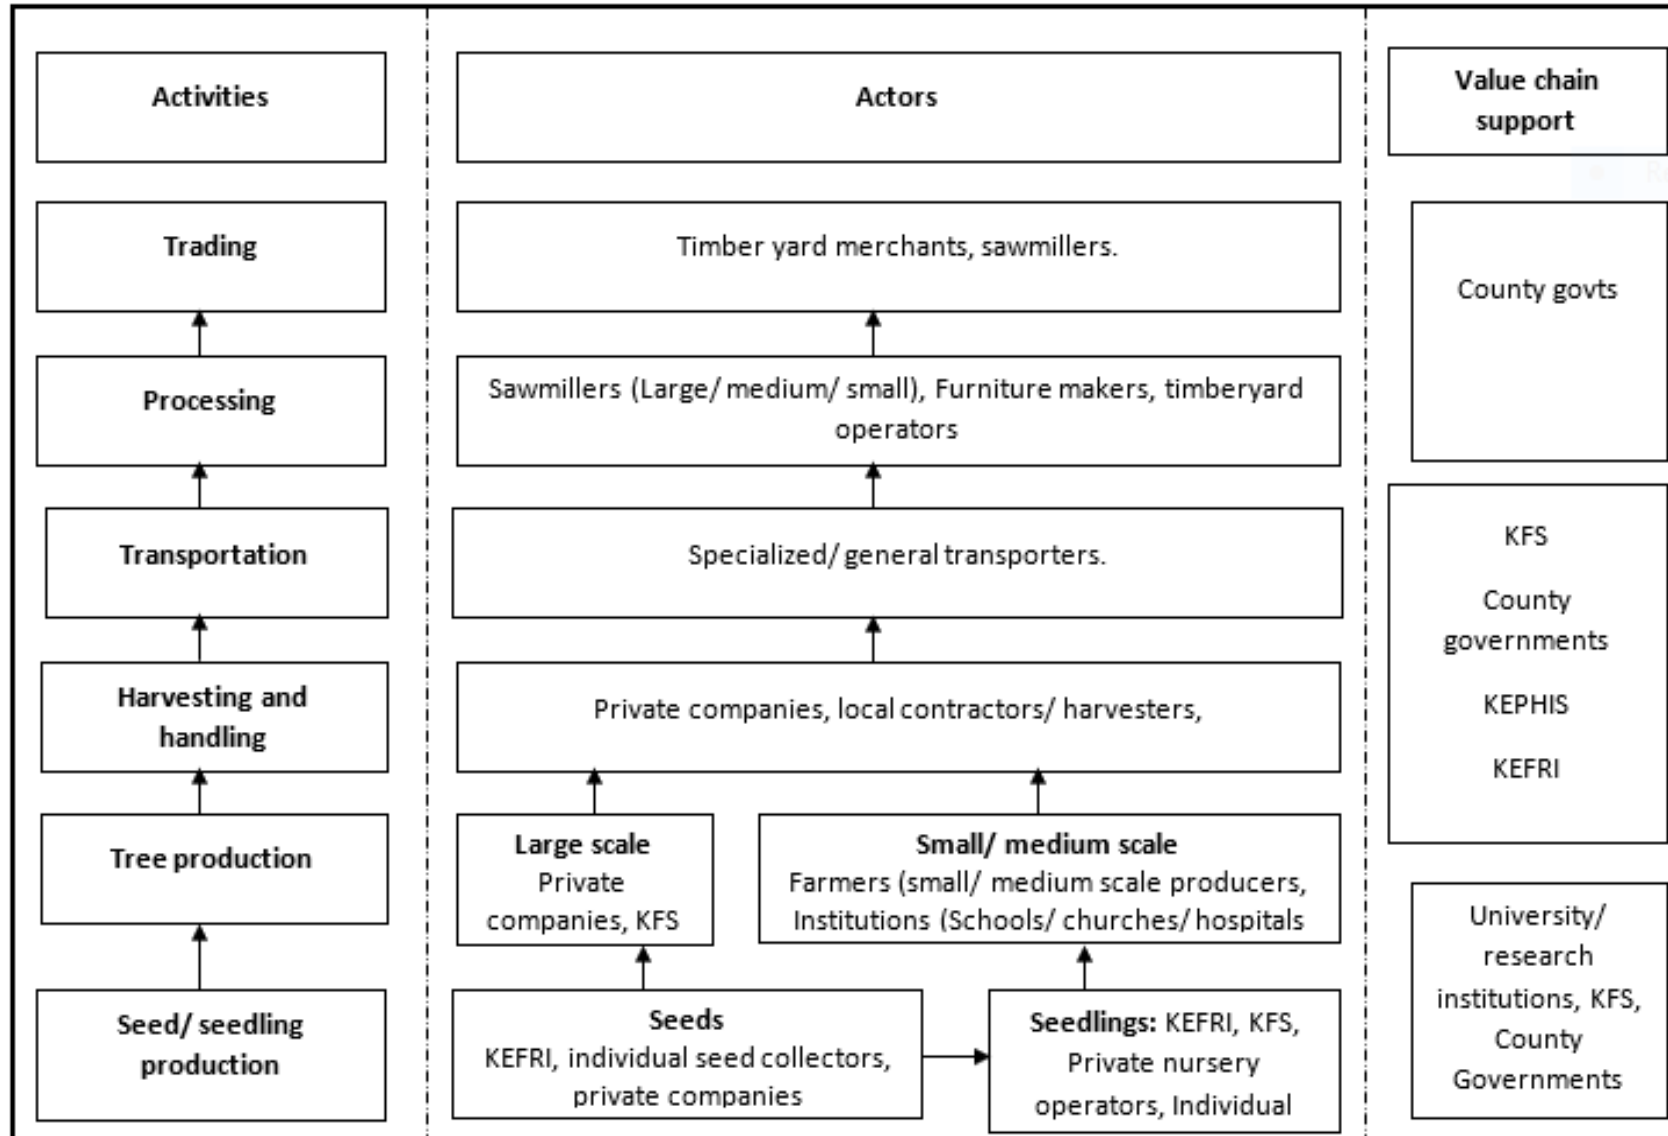 Activities
Actors
Value chain
support
Trading
Timber yard merchants, sawmillers.
County govts
Processing
Sawmillers (Large/ medium/ small), Furniture makers, timberyard
operators
Transportation
Specialized/ general transporters.
KFS
County
governments
KEPHIS
KEFRI
Harvesting and
handling
Private companies, local contractors/ harvesters,
Tree production
Large scale
Private
companies, KFS
Small/ medium scale
Farmers (small/ medium scale producers,
Institutions (Schools/ churches/ hospitals
University/
research
institutions, KFS,
County
Governments
Seed/ seedling
production
Seeds
KEFRI, individual seed collectors,
private companies
Seedlings: KEFRI, KFS,
Private nursery
operators, Individual